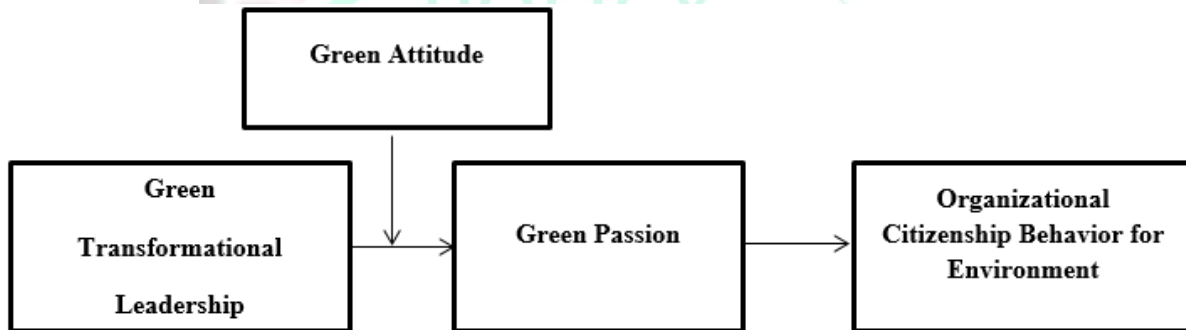 Green Attitude
Green
Transformational
Leadership
Green Passion
Organizational
Citizenship Behavior for
Environment